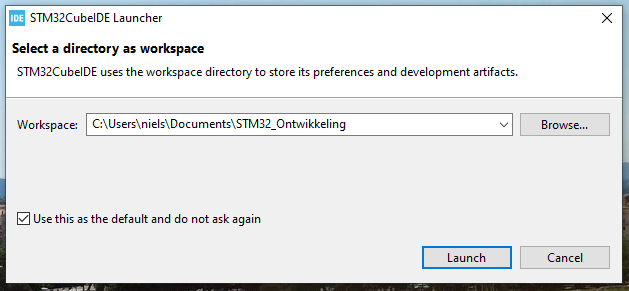 IDE STM32CubeIDE Launcher
Select a directory as workspace
STM32CubeIDE uses the workspace directory to store its preferences and development artifacts.
Workspace: C:\Users\niels\Documents\STM32_Ontwikkeling Browse...
Use this as the default and do not ask again
Launch Cancel